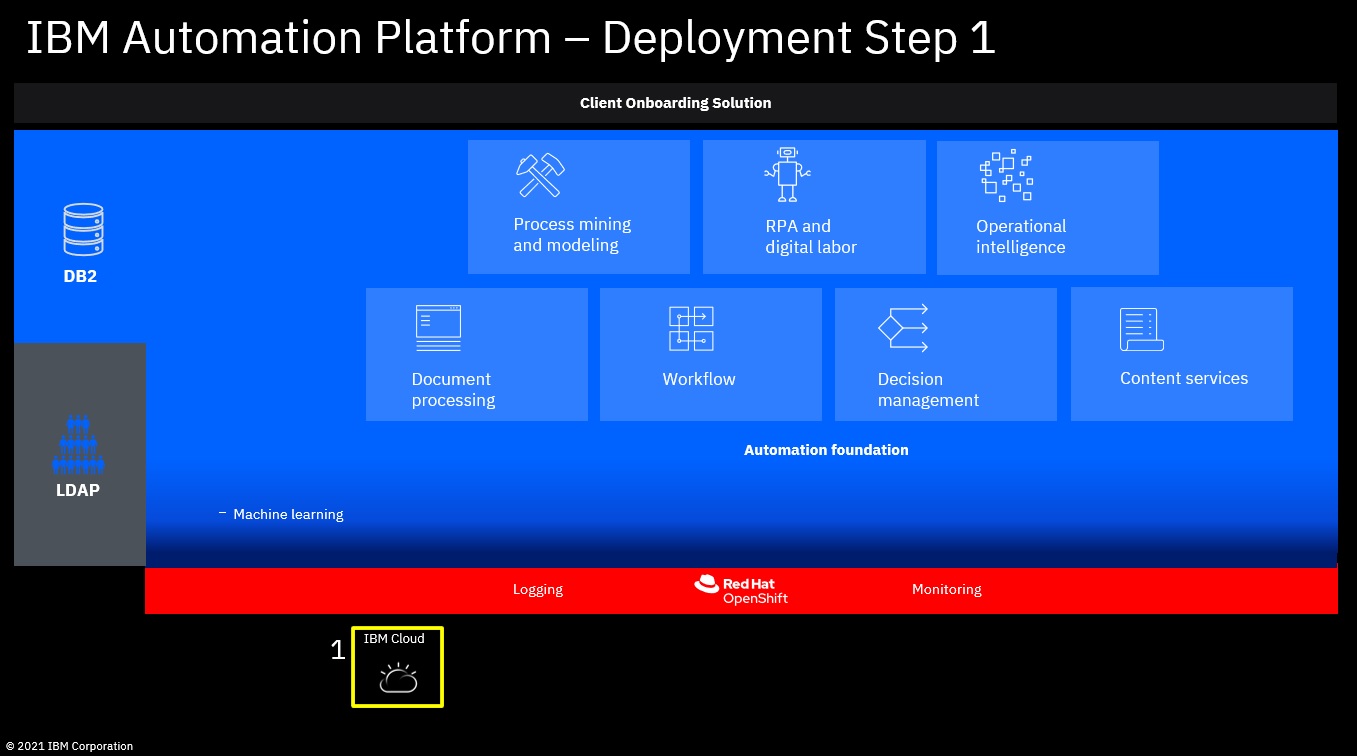 IBM Automation Platform – Deployment Step 1
Client Onboarding Solution
Process mining
and modeling
RPA and
digital labor
Operational
intelligence
DB2
Document
processing
Workflow
Decision
management
Content services
Automation foundation
LDAP
– Machine learning
Logging
Red Hat
OpenShift
Monitoring
1
IBM Cloud
© 2021 IBM Corporation